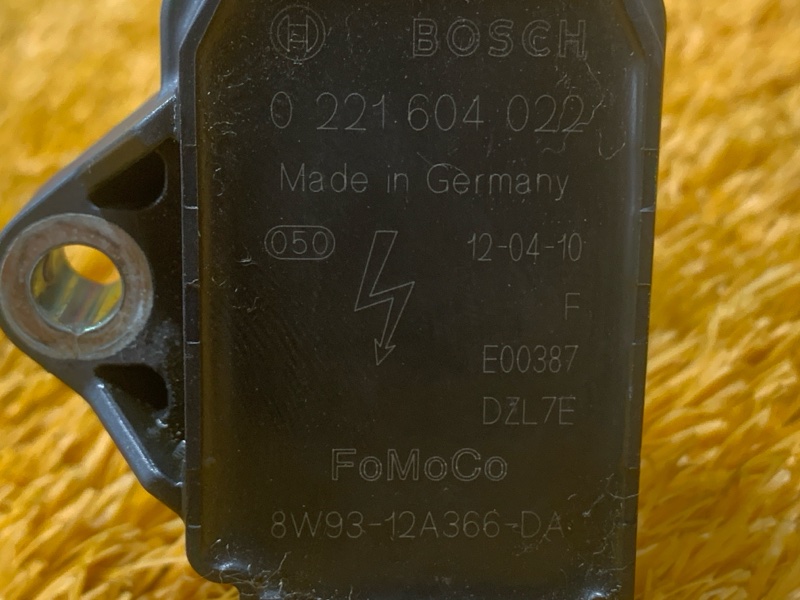 BOSCH
0 221 604 022
Made in Germany
050 12-04-10
F
E00387
DZL7E
FoMoCo
8W93-12A366-DA